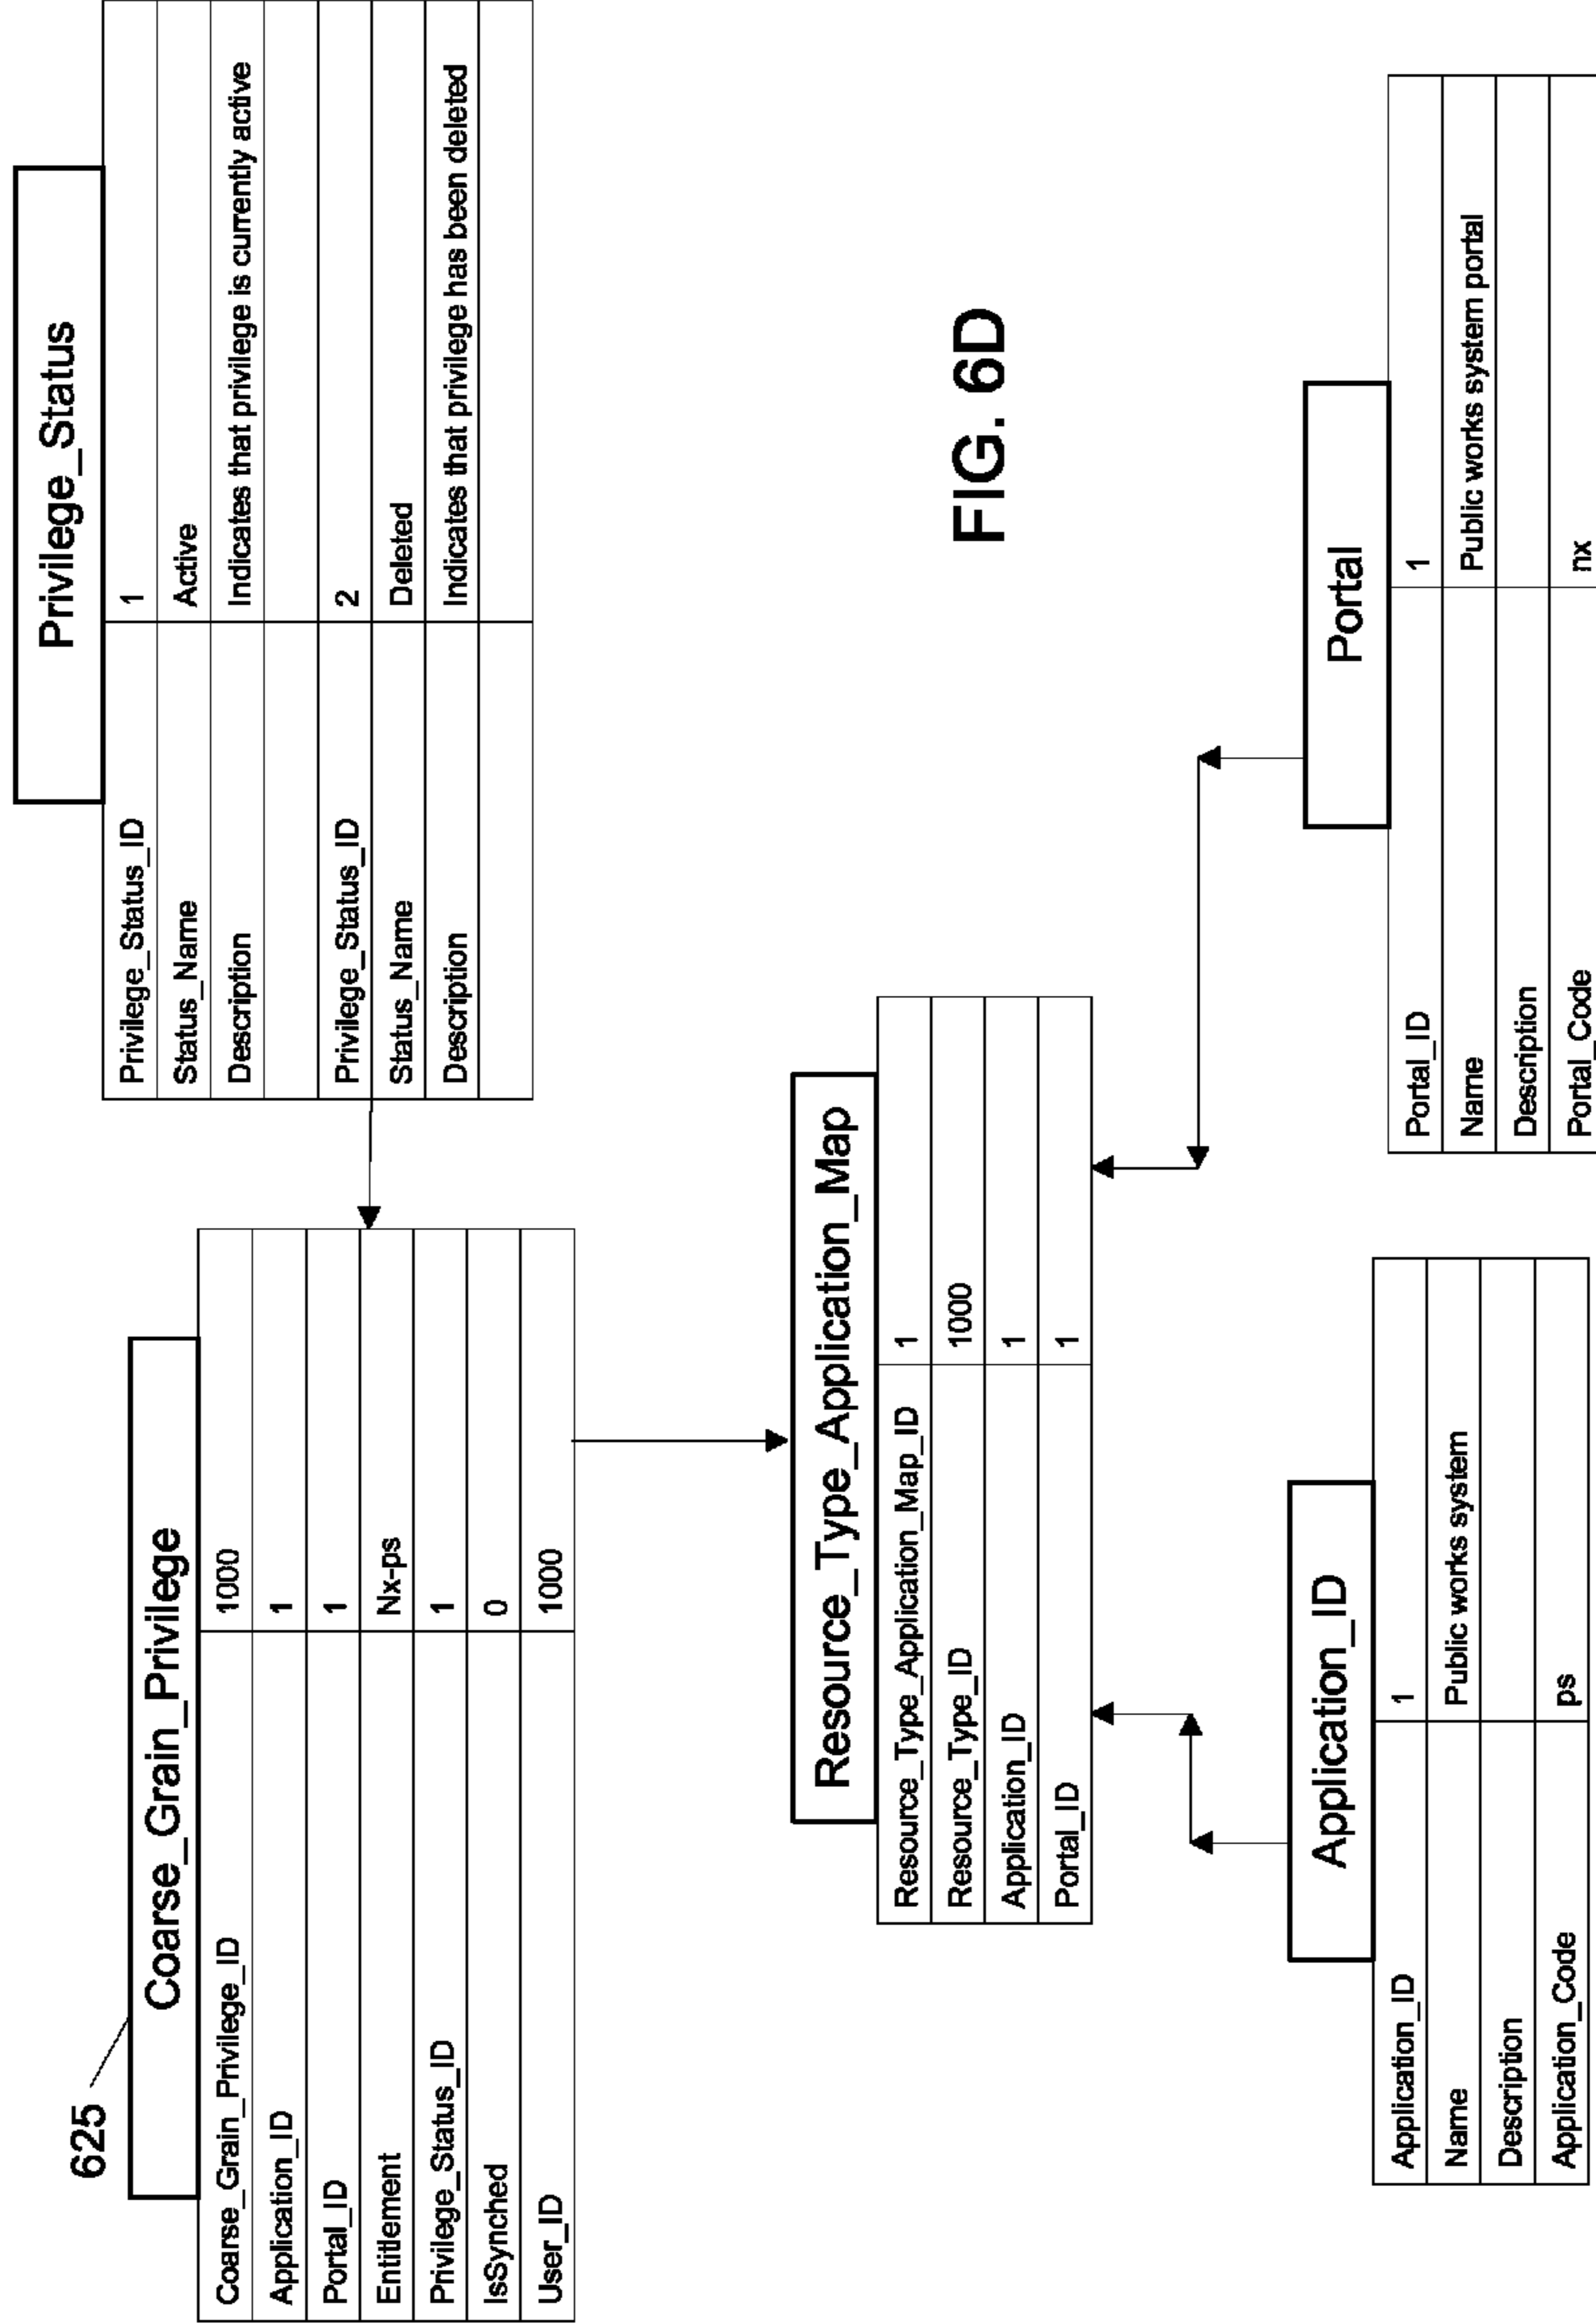 625
Coarse_Grain_Privilege
Coarse_Grain_Privilege_ID 1000
Application_ID 1
Portal_ID 1
Entitlement Nx-ps
Privilege_Status_ID 1
IsSynched 0
User_ID 1000
Privilege_Status
Privilege_Status_ID 1
Status_Name Active
Description Indicates that privilege is currently active
Privilege_Status_ID 2
Status_Name Deleted
Description Indicates that privilege has been deleted
Resource_Type_Application_Map
Resource_Type_Application_Map_ID 1
Resource_Type_ID 1000
Application_ID 1
Portal_ID 1
FIG. 6D
Application_ID
Application_ID 1
Name Public works system
Description
Application_Code ps
Portal
Portal_ID 1
Name Public works system portal
Description
Portal_Code nx